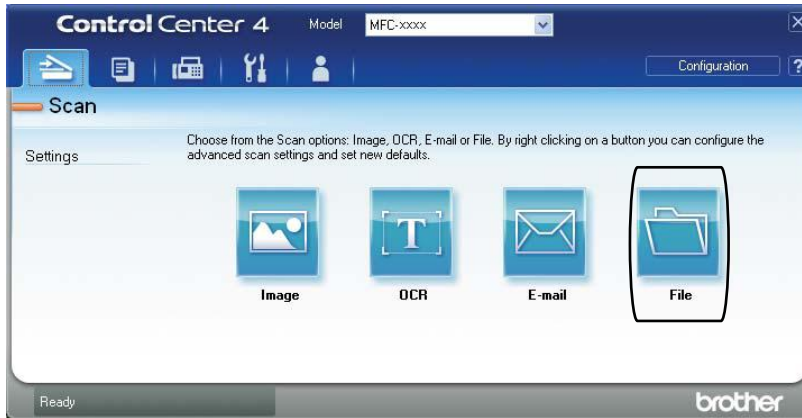 Control Center 4
Model
MFC-xxxx
Configuration
?
Scan
Settings
Choose from the Scan options: Image, OCR, E-mail or File. By right clicking on a button you can configure the
advanced scan settings and set new defaults.
T
Image
OCR
E-mail
File
Ready
brother